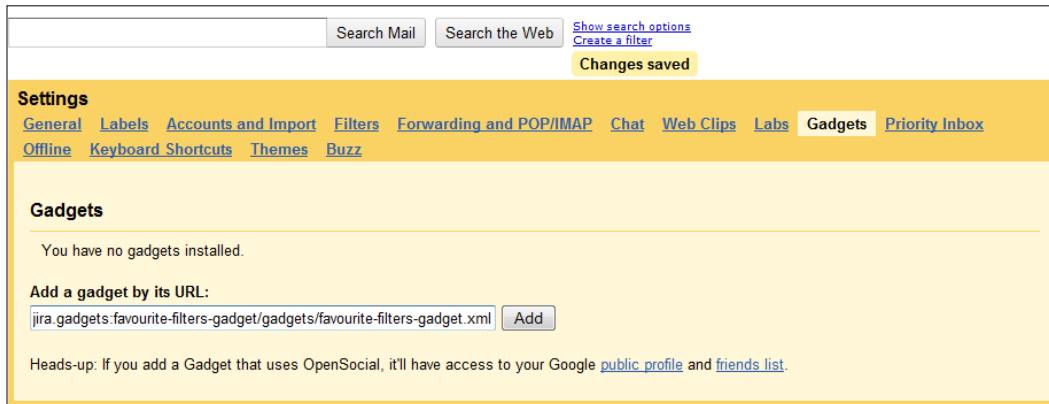 Search Mail Search the Web Show search options
Create a filter
Changes saved
Settings
General Labels Accounts and Import Filters Forwarding and POP/IMAP Chat Web Clips Labs Gadgets Priority Inbox
Offline Keyboard Shortcuts Themes Buzz
Gadgets
You have no gadgets installed.
Add a gadget by its URL:
jira.gadgets:favourite-filters-gadget/gadgets/favourite-filters-gadget.xml Add
Heads-up: If you add a Gadget that uses OpenSocial, it'll have access to your Google public profile and friends list.